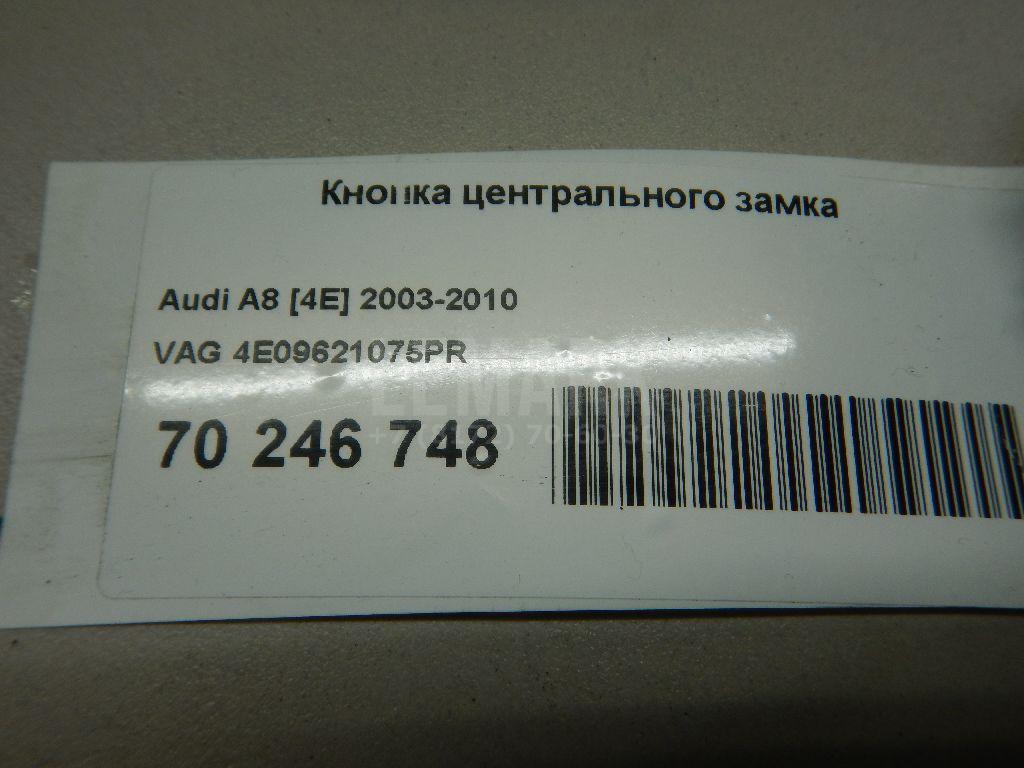 Кнопка центрального замка
Audi A8 [4E] 2003-2010
VAG 4E09621075PR
70 246 748